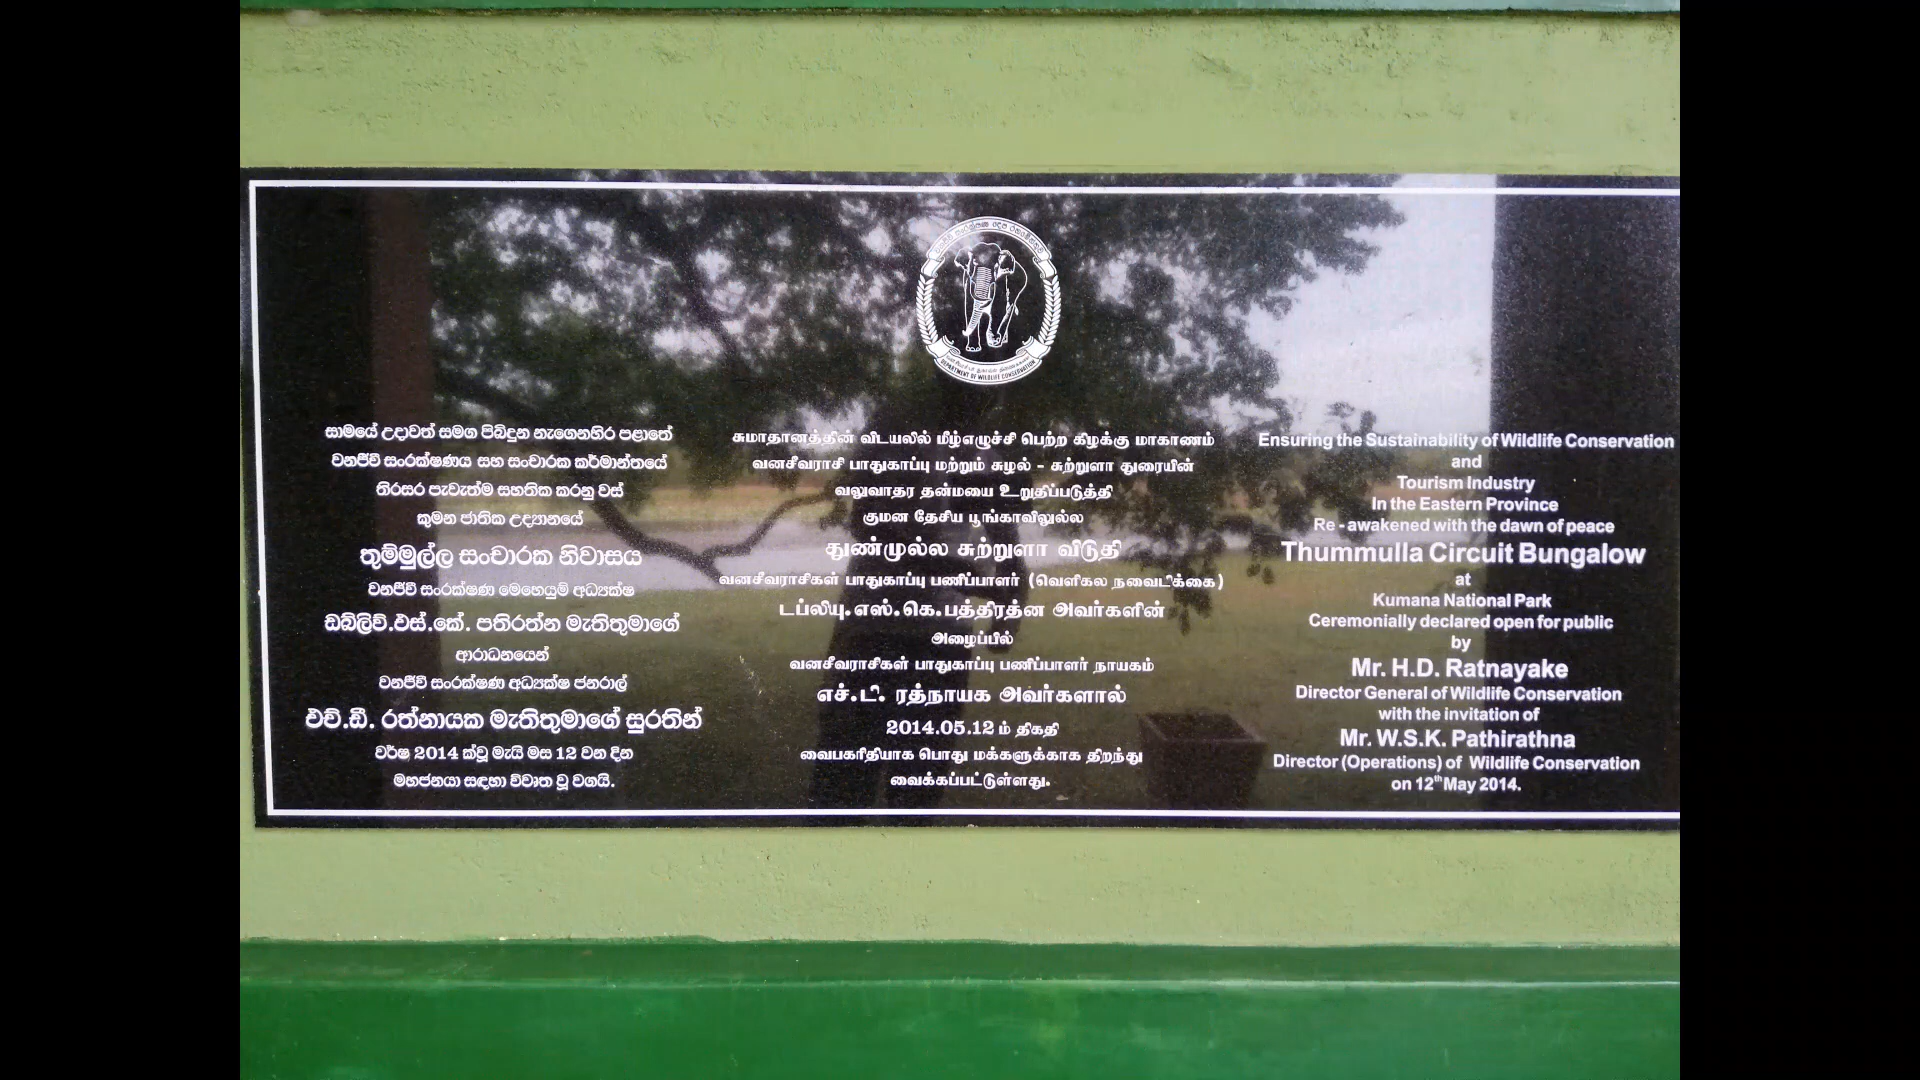 DEPARTMENT OF WILDLIFE CONSERVATION
සාමයේ උදාවත් සමග පිබිදුන නැගෙනහිර පළාතේ
වනජීවී සංරක්ෂණය සහ සංචාරක කර්මාන්තයේ
තිරසර පැවැත්ම සහතික කරනු වස්
කුමන ජාතික උද්‍යානයේ
තුම්මුල්ල සංචාරක නිවාසය
වනජීවී සංරක්ෂණ මෙහෙයුම් අධ්‍යක්ෂ
ඩබ්ලිව්.එස්.කේ. පතිරත්න මැතිතුමාගේ
ආරාධනයෙන්
වනජීවී සංරක්ෂණ අධ්‍යක්ෂ ජනරාල්
එච්.ඩී. රත්නායක මැතිතුමාගේ සුරතින්
වර්ෂ 2014 ක්වූ මැයි මස 12 වන දින
මහජනයා සඳහා විවෘත වූ වගයි.
சுமாதானத்தின் விடயலில் மீழ்எழுச்சி பெற்ற கிழக்கு மாகாணம்
வனசீவராசி பாதுகாப்பு மற்றும் சுழல் - சுற்றுளா துரையின்
வலுவாதர தன்மயை உறுதிப்படுத்தி
குமன தேசிய பூங்காவிலுல்ல
துண்முல்ல சுற்றுளா விடுதி
வனசீவராசிகள் பாதுகாப்பு பணிப்பாளர் (வெளிகல நவைடிக்கை)
டப்லியு.எஸ்.கெ.பத்திரத்ன அவர்களின்
அழைப்பில்
வனசீவராசிகள் பாதுகாப்பு பணிப்பாளர் நாயகம்
எச்.டி. ரத்நாயக அவர்களால்
2014.05.12 ம் திகதி
வைபகரிதியாக பொது மக்களுக்காக திறந்து
வைக்கப்பட்டுள்ளது.
Ensuring the Sustainability of Wildlife Conservation
and
Tourism Industry
In the Eastern Province
Re - awakened with the dawn of peace
Thummulla Circuit Bungalow
at
Kumana National Park
Ceremonially declared open for public
by
Mr. H.D. Ratnayake
Director General of Wildlife Conservation
with the invitation of
Mr. W.S.K. Pathirathna
Director (Operations) of Wildlife Conservation
on 12th May 2014.